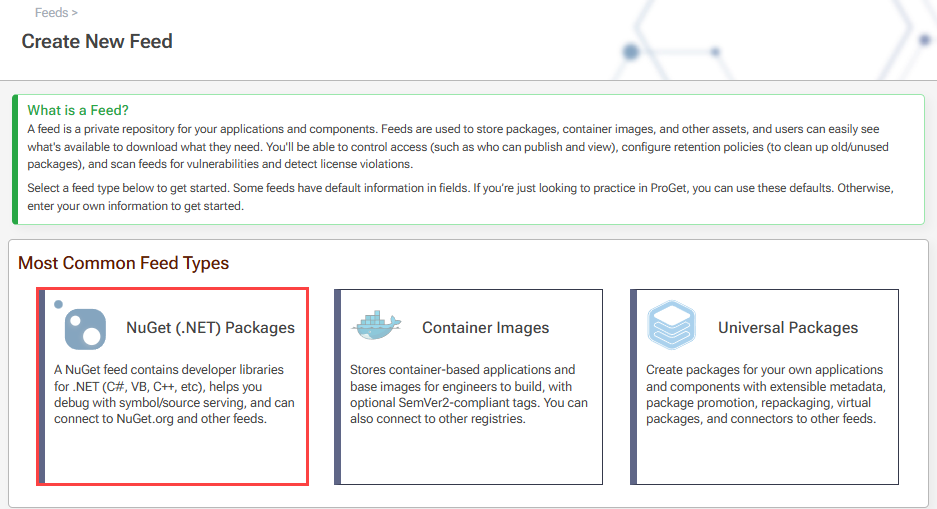 Feeds >
Create New Feed
What is a Feed?
A feed is a private repository for your applications and components. Feeds are used to store packages, container images, and other assets, and users can easily see
what's available to download what they need. You'll be able to control access (such as who can publish and view), configure retention policies (to clean up old/unused
packages), and scan feeds for vulnerabilities and detect license violations.
Select a feed type below to get started. Some feeds have default information in fields. If you're just looking to practice in ProGet, you can use these defaults. Otherwise,
enter your own information to get started.
Most Common Feed Types
NuGet (.NET) Packages
A NuGet feed contains developer libraries
for .NET (C#, VB, C++, etc), helps you
debug with symbol/source serving, and can
connect to NuGet.org and other feeds.
Container Images
Stores container-based applications and
base images for engineers to build, with
optional SemVer2-compliant tags. You can
also connect to other registries.
Universal Packages
Create packages for your own applications
and components with extensible metadata,
package promotion, repackaging, virtual
packages, and connectors to other feeds.